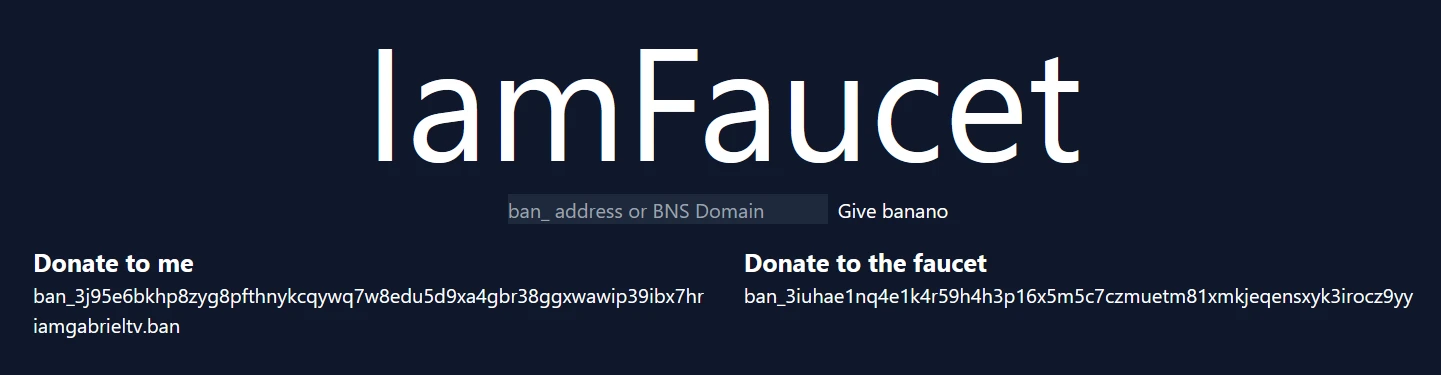 IamFaucet
ban_ address or BNS Domain Give banano
Donate to me
ban_3j95e6bkhp8zyg8pfthnykcqywq7w8edu5d9xa4gbr38ggxwawip39ibx7hr
iamgabrieltv.ban
Donate to the faucet
ban_3iuhae1nq4e1k4r59h4h3p16x5m5c7czmuetm81xmkjeqensxyk3irocz9yy